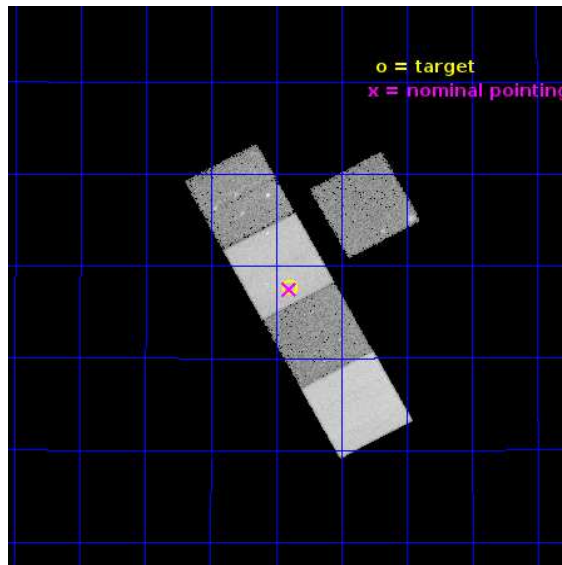 o = target
x = nominal pointing